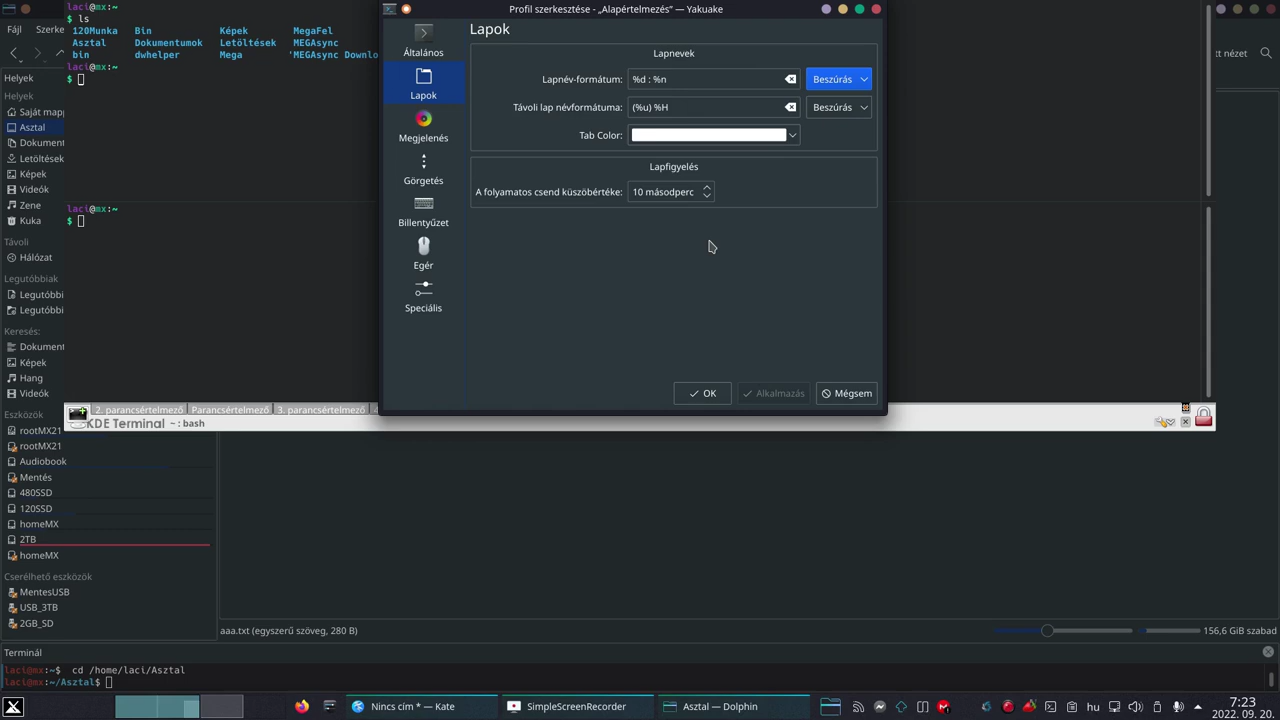 Profil szerkesztése - „Alapértelmezés” — Yakuake
Fájl
Szerke
tt nézet
$ ls
120Munka Bin Képek MegaFel
Asztal Dokumentumok Letöltések MEGAsync
bin dwhelper Mega 'MEGAsync Downlo
laci@mx:~
$
laci@mx:~
$
Általános
Lapok
Megjelenés
Görgetés
Billentyűzet
Egér
Speciális
Lapok
Lapnevek
Lapnév-formátum: %d : %n Beszúrás
Távoli lap névformátuma: (%u) %H Beszúrás
Tab Color:
Lapfigyelés
A folyamatos csend küszöbértéke: 10 másodperc
OK Alkalmazás Mégsem
2. parancsértelmező Parancsértelmező 3. parancsértelmező 4
KDE Terminal ~ : bash
Helyek
Helyek
Saját mapp
Asztal
Dokument
Letöltések
Képek
Videók
Zene
Kuka
Távoli
Hálózat
Legutóbbiak
Legutóbbi
Legutóbbi
Keresés:
Dokument
Képek
Hang
Videók
Eszközök
rootMX21
rootMX21
Audiobook
Mentés
480SSD
120SSD
homeMX
2TB
homeMX
Cserélhető eszközök
MentesUSB
USB_3TB
2GB_SD
aaa.txt (egyszerű szöveg, 280 B)
156,6 GiB szabad
Terminál
laci@mx:~$ cd /home/laci/Asztal
laci@mx:~/Asztal$
Nincs cím * — Kate
SimpleScreenRecorder
Asztal — Dolphin
hu
7:23
2022. 09. 20.